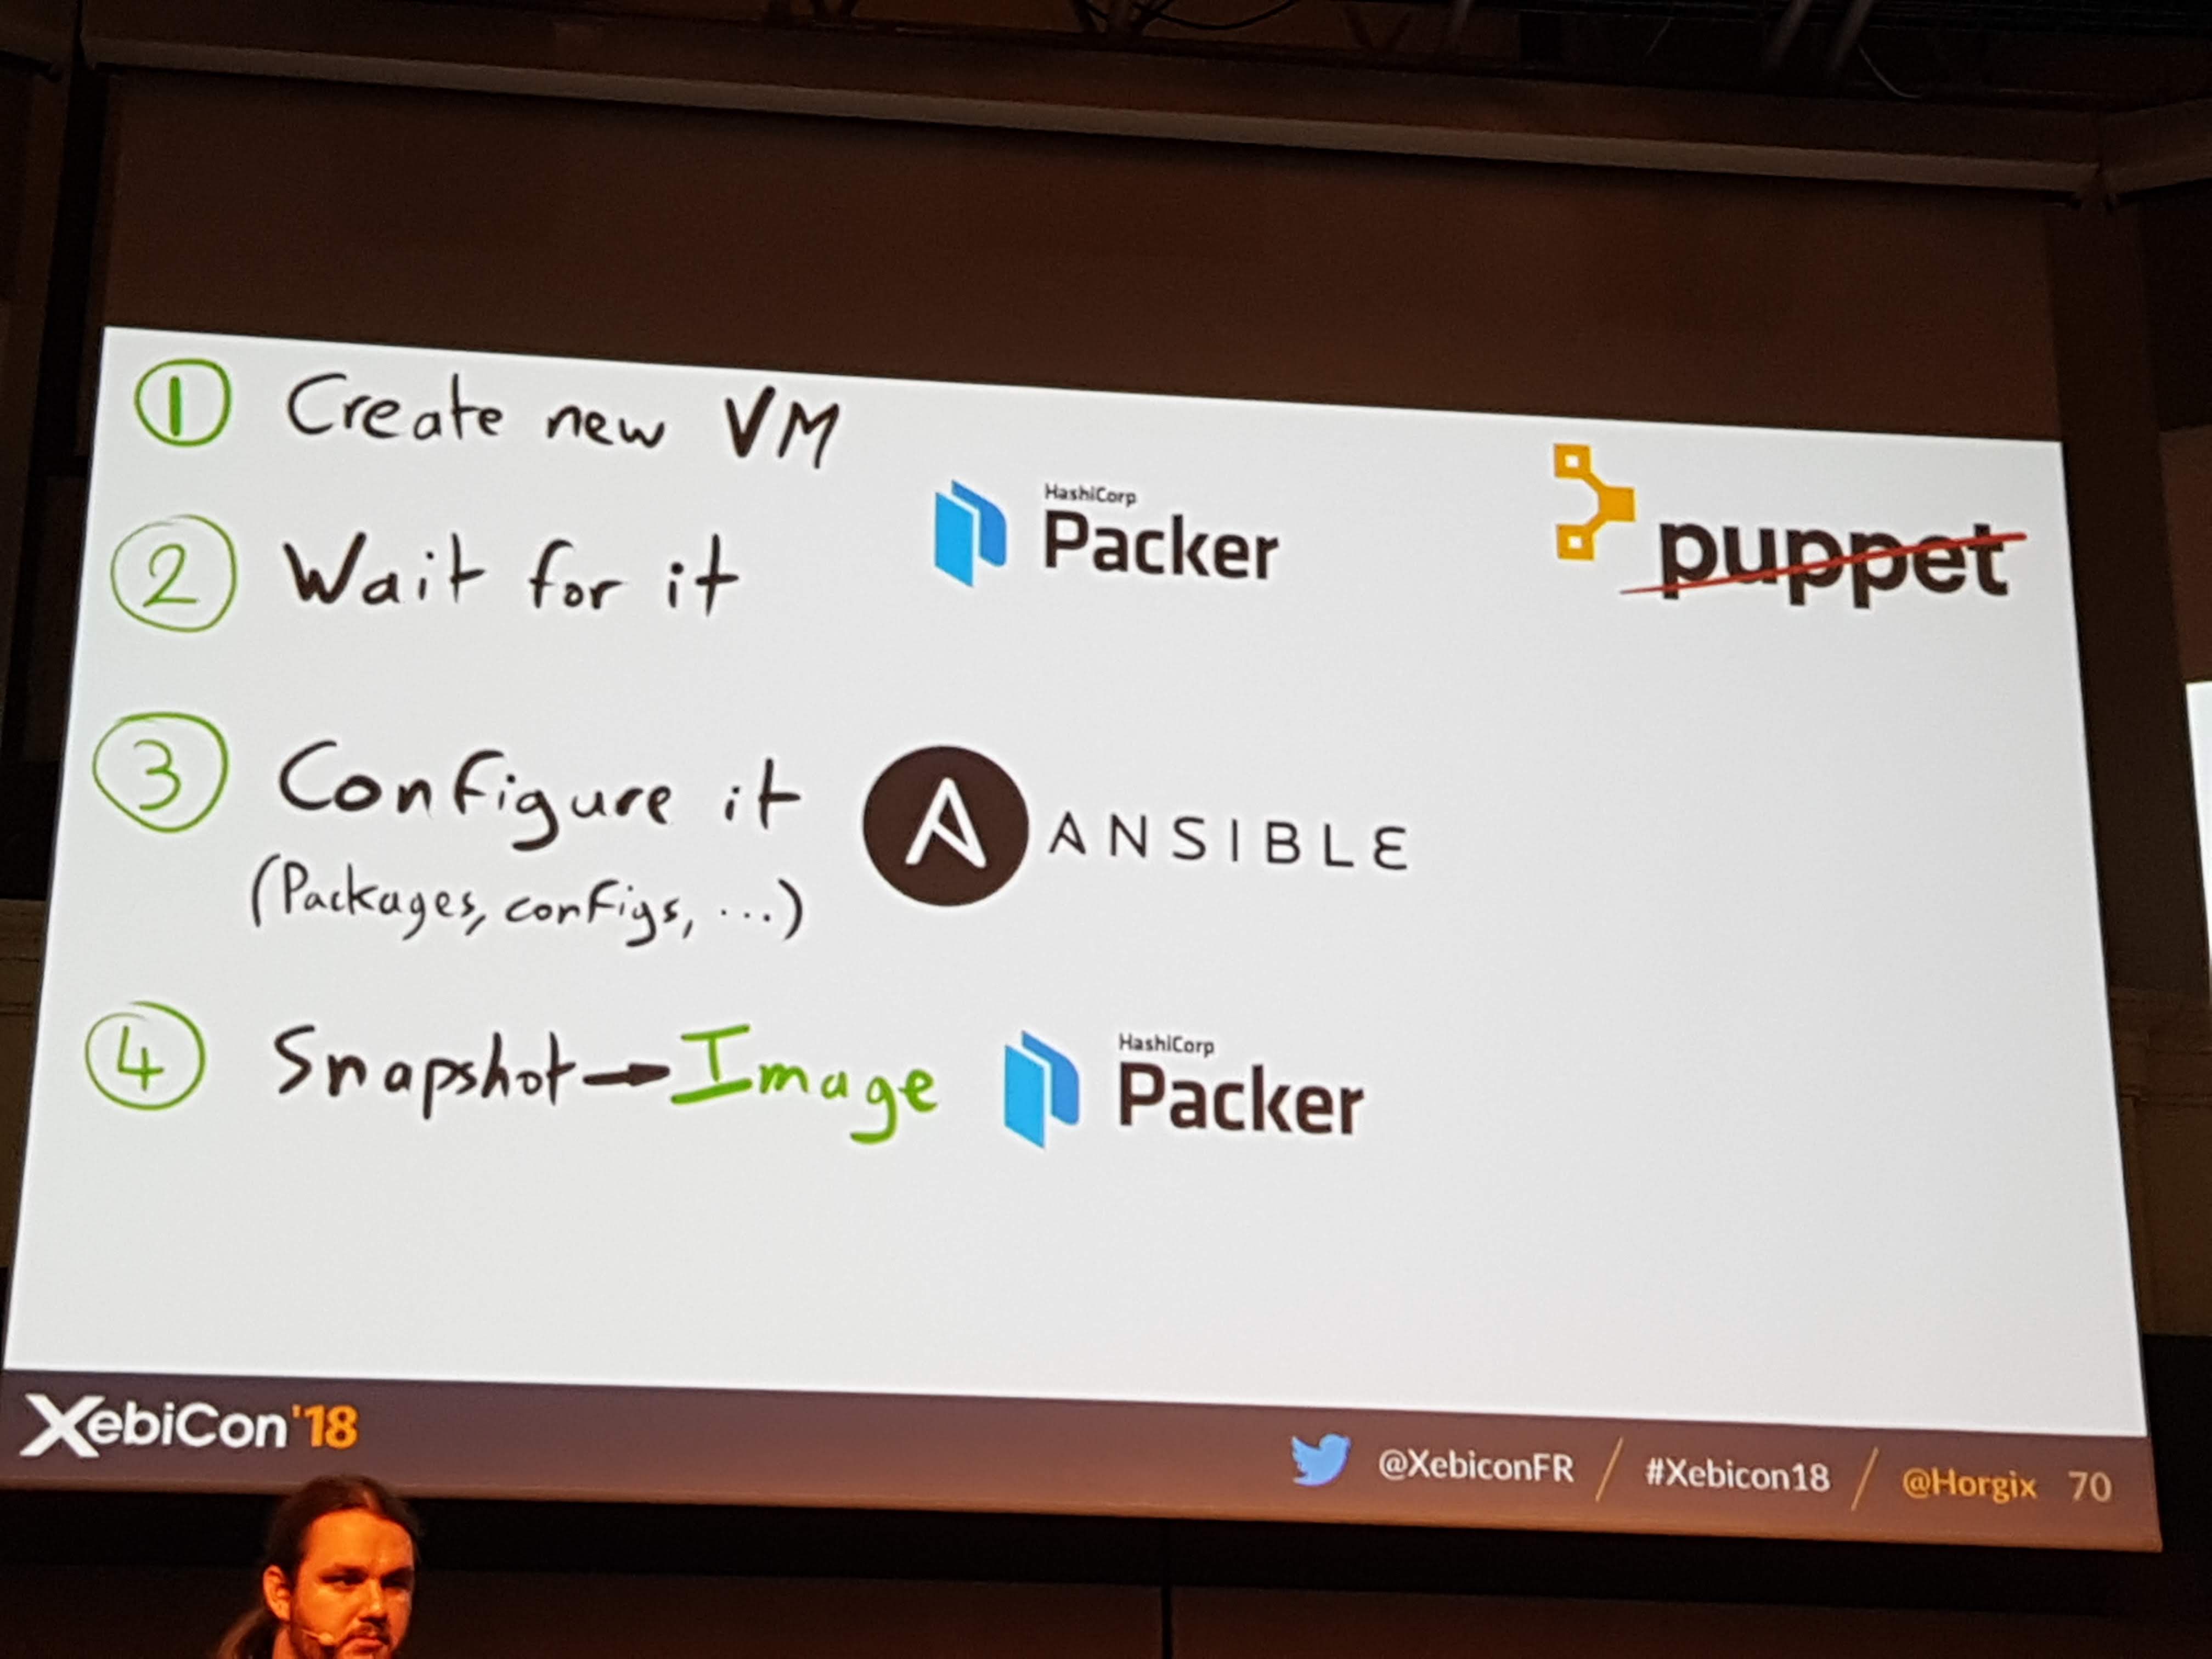 1 Create new VM
2 Wait for it
HashiCorp
Packer
puppet
3 Configure it
(Packages, configs, ...)
ANSIBLE
4 Snapshot → Image
HashiCorp
Packer
XebiCon'18
@XebiconFR / #Xebicon18 / @Horgix 70